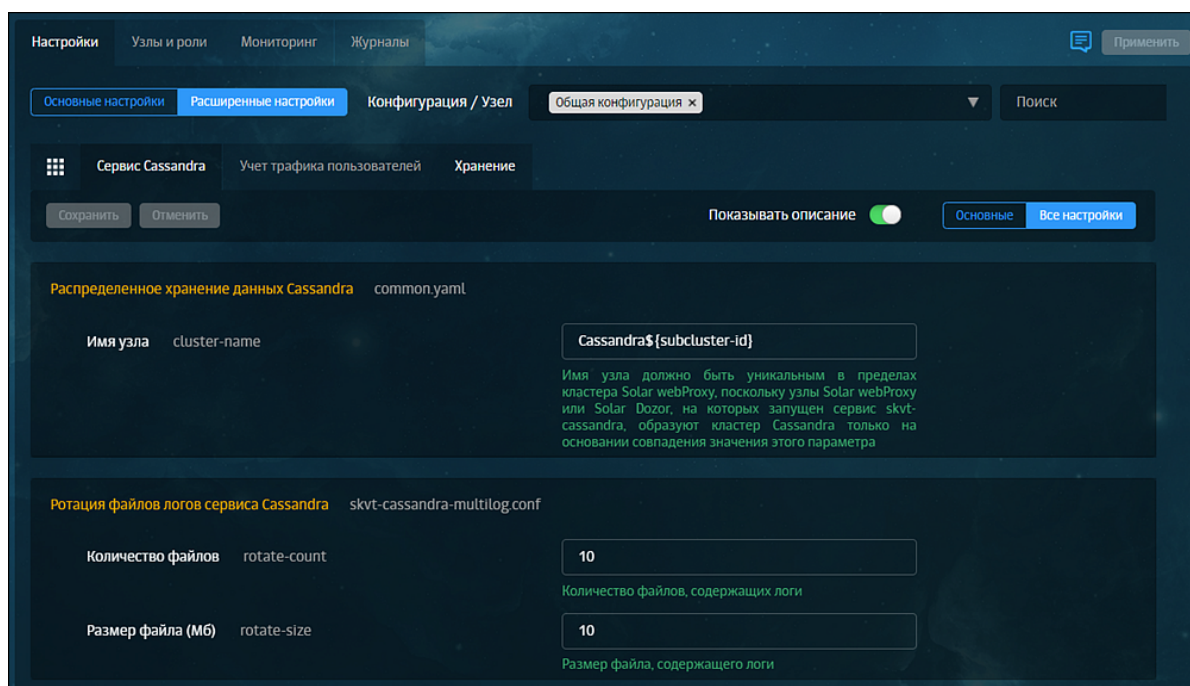 Настройки Узлы и роли Мониторинг Журналы Применить
Основные настройки Расширенные настройки Конфигурация / Узел Общая конфигурация × Поиск
Сервис Cassandra Учет трафика пользователей Хранение
Сохранить Отменить Показывать описание Основные Все настройки
Распределенное хранение данных Cassandra common.yaml
Имя узла cluster-name Cassandra${subcluster-id}
Имя узла должно быть уникальным в пределах
кластера Solar webProxy, поскольку узлы Solar webProxy
или Solar Dozor, на которых запущен сервис skvt-
cassandra, образуют кластер Cassandra только на
основании совпадения значения этого параметра
Ротация файлов логов сервиса Cassandra skvt-cassandra-multilog.conf
Количество файлов rotate-count 10
Количество файлов, содержащих логи
Размер файла (Мб) rotate-size 10
Размер файла, содержащего логи